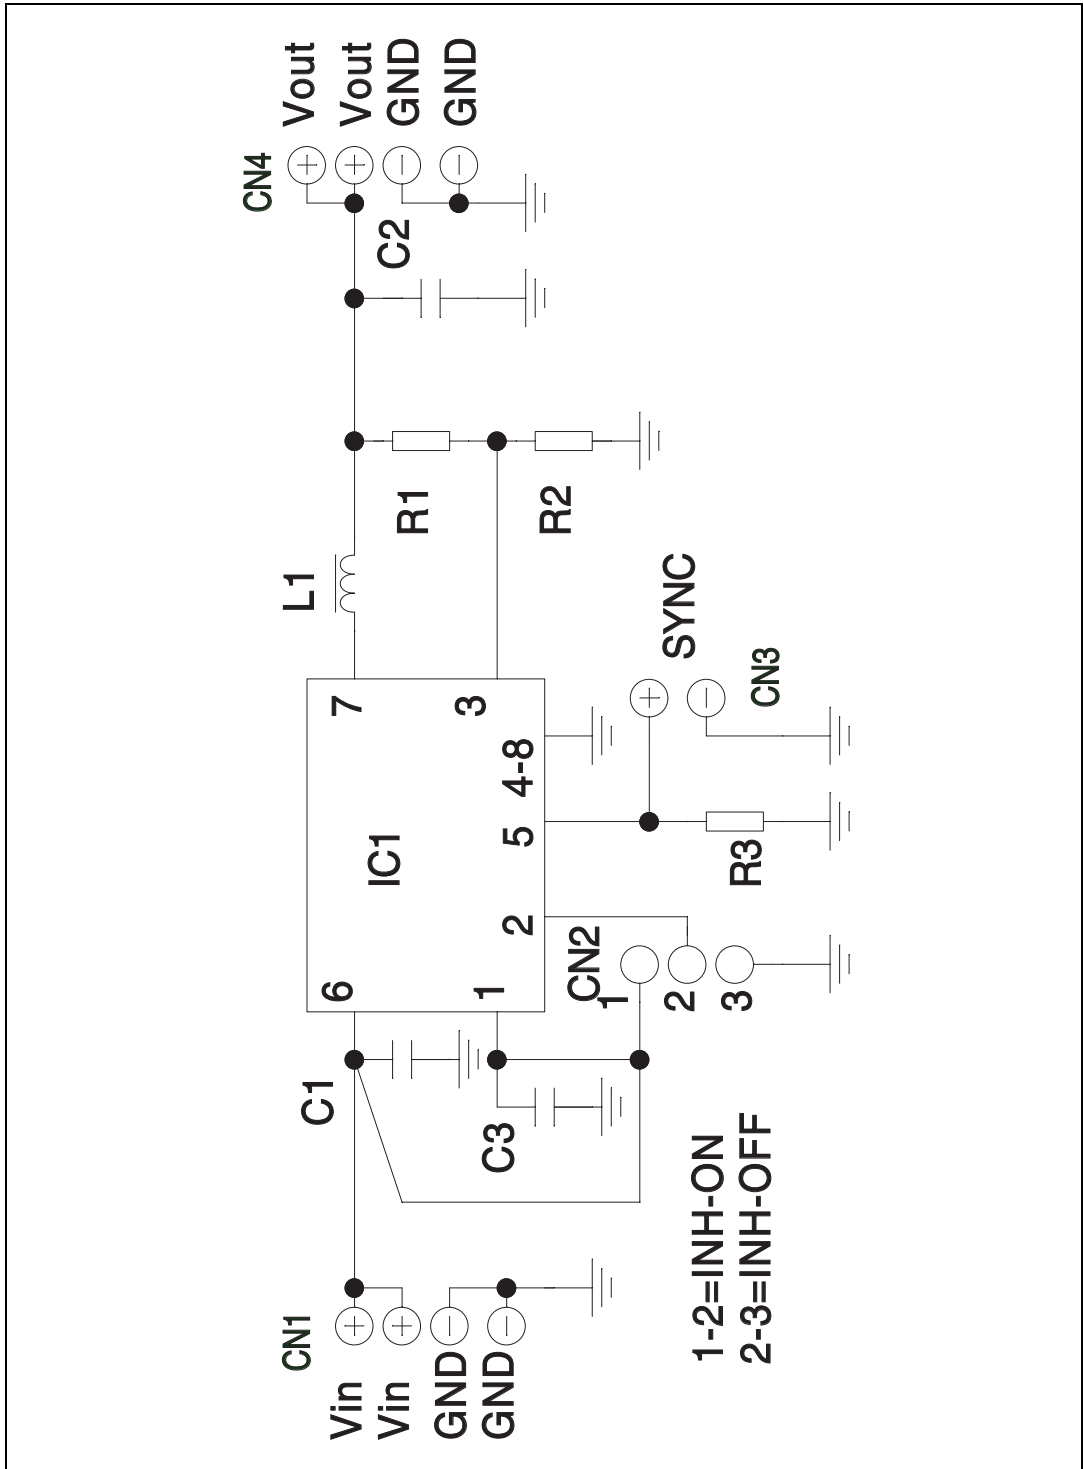 CN4
Vout
Vout
GND
GND
C2
R1
R2
L1
SYNC
CN3
7
3
4-8
5
2
IC1
6
1
R3
CN2
1
2
3
C1
C3
1-2=INH-ON
2-3=INH-OFF
CN1
Vin
Vin
GND
GND